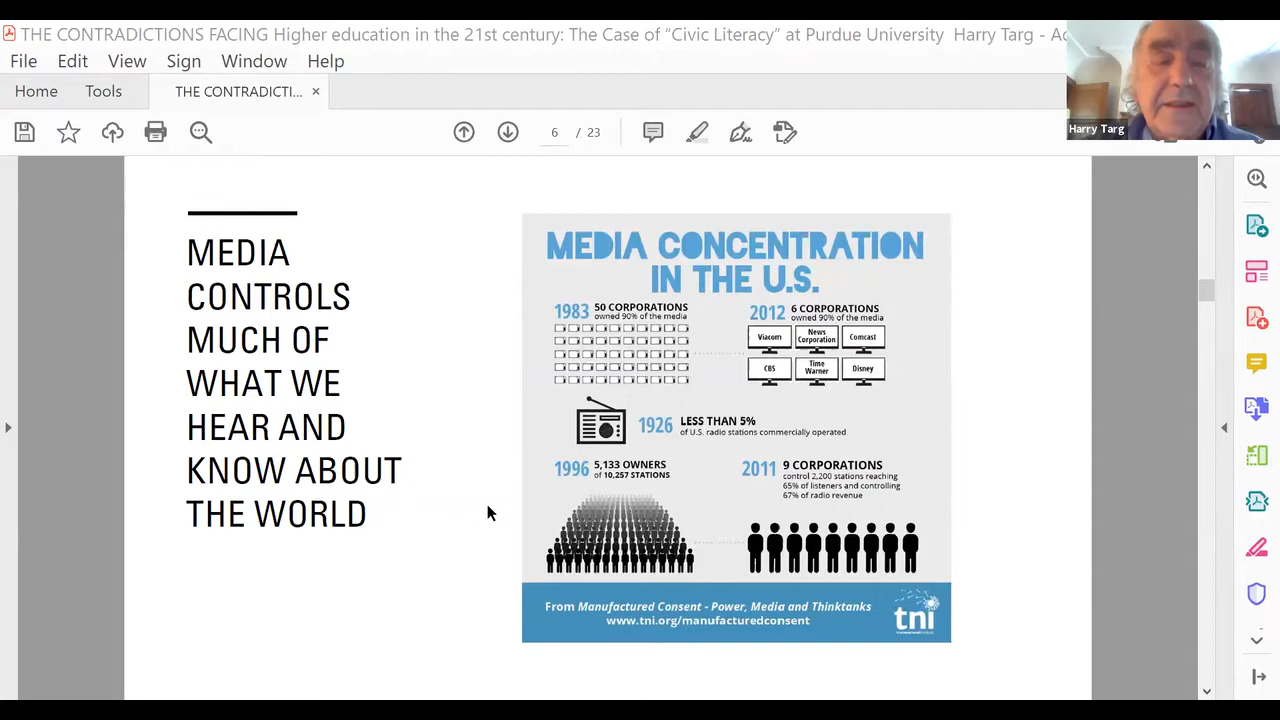 THE CONTRADICTIONS FACING Higher education in the 21st century: The Case of “Civic Literacy” at Purdue University Harry Targ - Ad
File Edit View Sign Window Help
Home Tools THE CONTRADICTI... ×
6 / 23
Harry Targ
MEDIA
CONTROLS
MUCH OF
WHAT WE
HEAR AND
KNOW ABOUT
THE WORLD
MEDIA CONCENTRATION
IN THE U.S.
1983 50 CORPORATIONS
owned 90% of the media
2012 6 CORPORATIONS
owned 90% of the media
Viacom
News
Corporation
Comcast
CBS
Time
Warner
Disney
1926 LESS THAN 5%
of U.S. radio stations commercially operated
1996 5,133 OWNERS
of 10,257 STATIONS
2011 9 CORPORATIONS
control 2,200 stations reaching
65% of listeners and controlling
67% of radio revenue
From Manufactured Consent - Power, Media and Thinktanks
www.tni.org/manufacturedconsent
tni